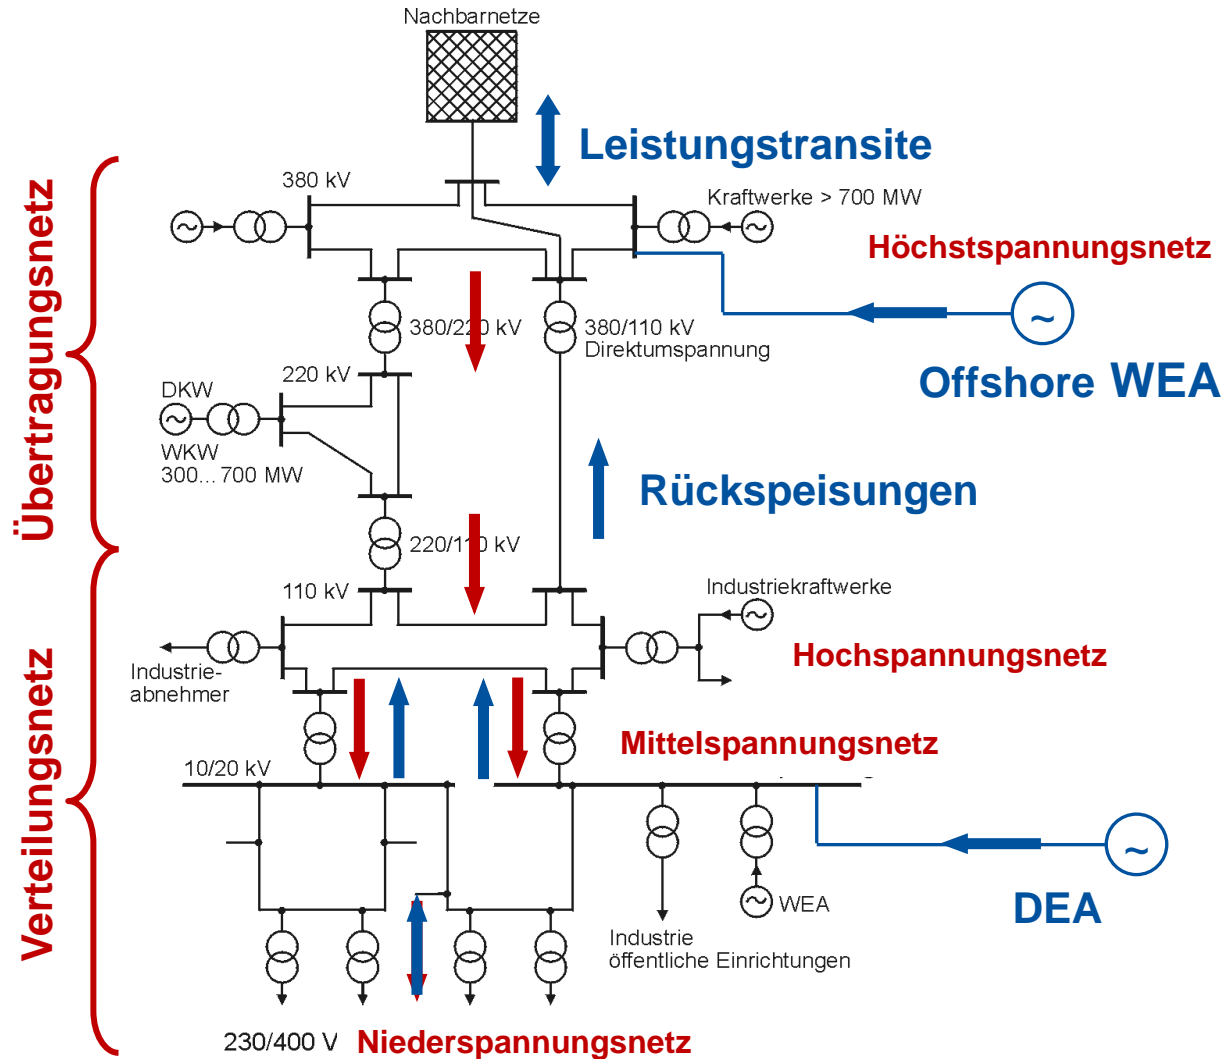 Nachbarnetze
Leistungstransite
380 kV
Kraftwerke > 700 MW
Höchstspannungsnetz
Übertragungsnetz
380/220 kV
380/110 kV
Direktumspannung
~
Offshore WEA
220 kV
DKW
WKW
300... 700 MW
Rückspeisungen
220/110 kV
110 kV
Industriekraftwerke
Hochspannungsnetz
Industrie-
abnehmer
Verteilungsnetz
Mittelspannungsnetz
10/20 kV
~
DEA
WEA
Industrie
öffentliche Einrichtungen
230/400 V
Niederspannungsnetz